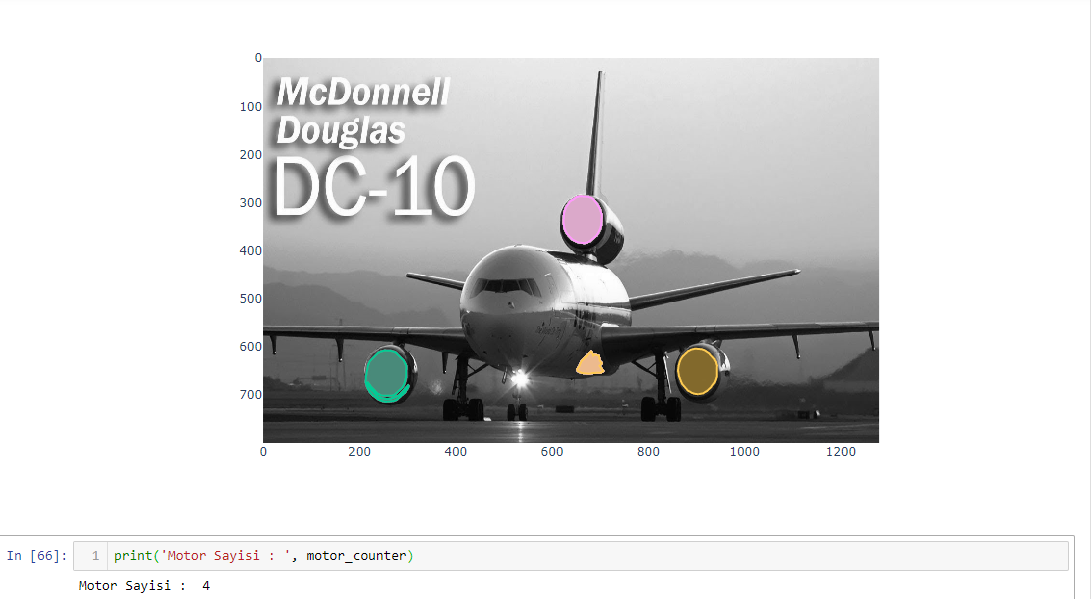 McDonnell
Douglas
DC-10
0
100
200
300
400
500
600
700
0 200 400 600 800 1000 1200
In [66]: 1 print('Motor Sayisi : ', motor_counter)
Motor Sayisi :  4